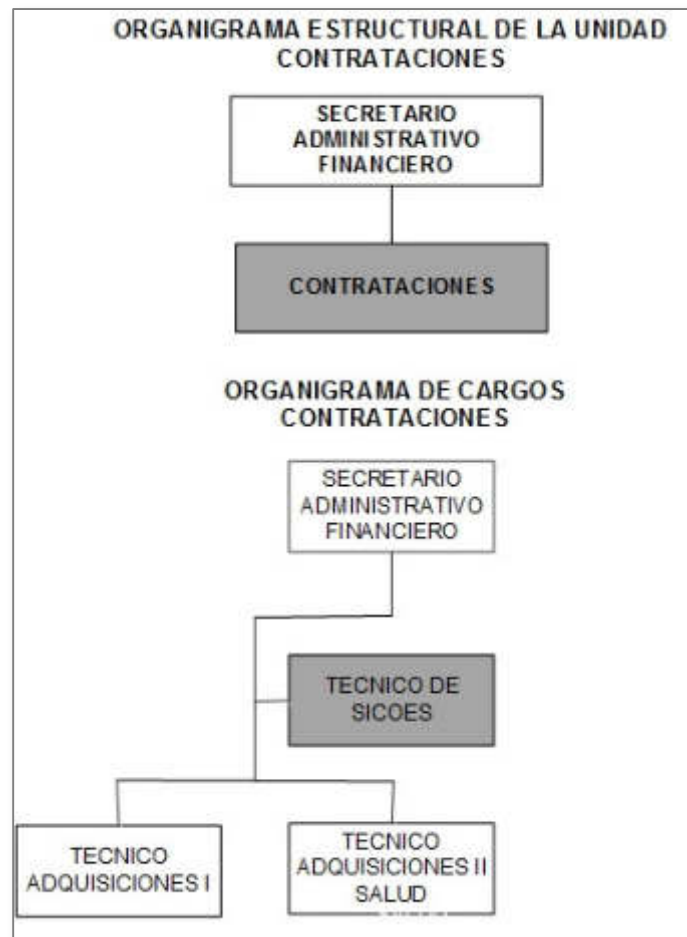 ORGANIGRAMA ESTRUCTURAL DE LA UNIDAD
CONTRATACIONES
SECRETARIO
ADMINISTRATIVO
FINANCIERO
CONTRATACIONES
ORGANIGRAMA DE CARGOS
CONTRATACIONES
SECRETARIO
ADMINISTRATIVO
FINANCIERO
TECNICO DE
SICOES
TECNICO
ADQUISICIONES I
TECNICO
ADQUISICIONES II
SALUD